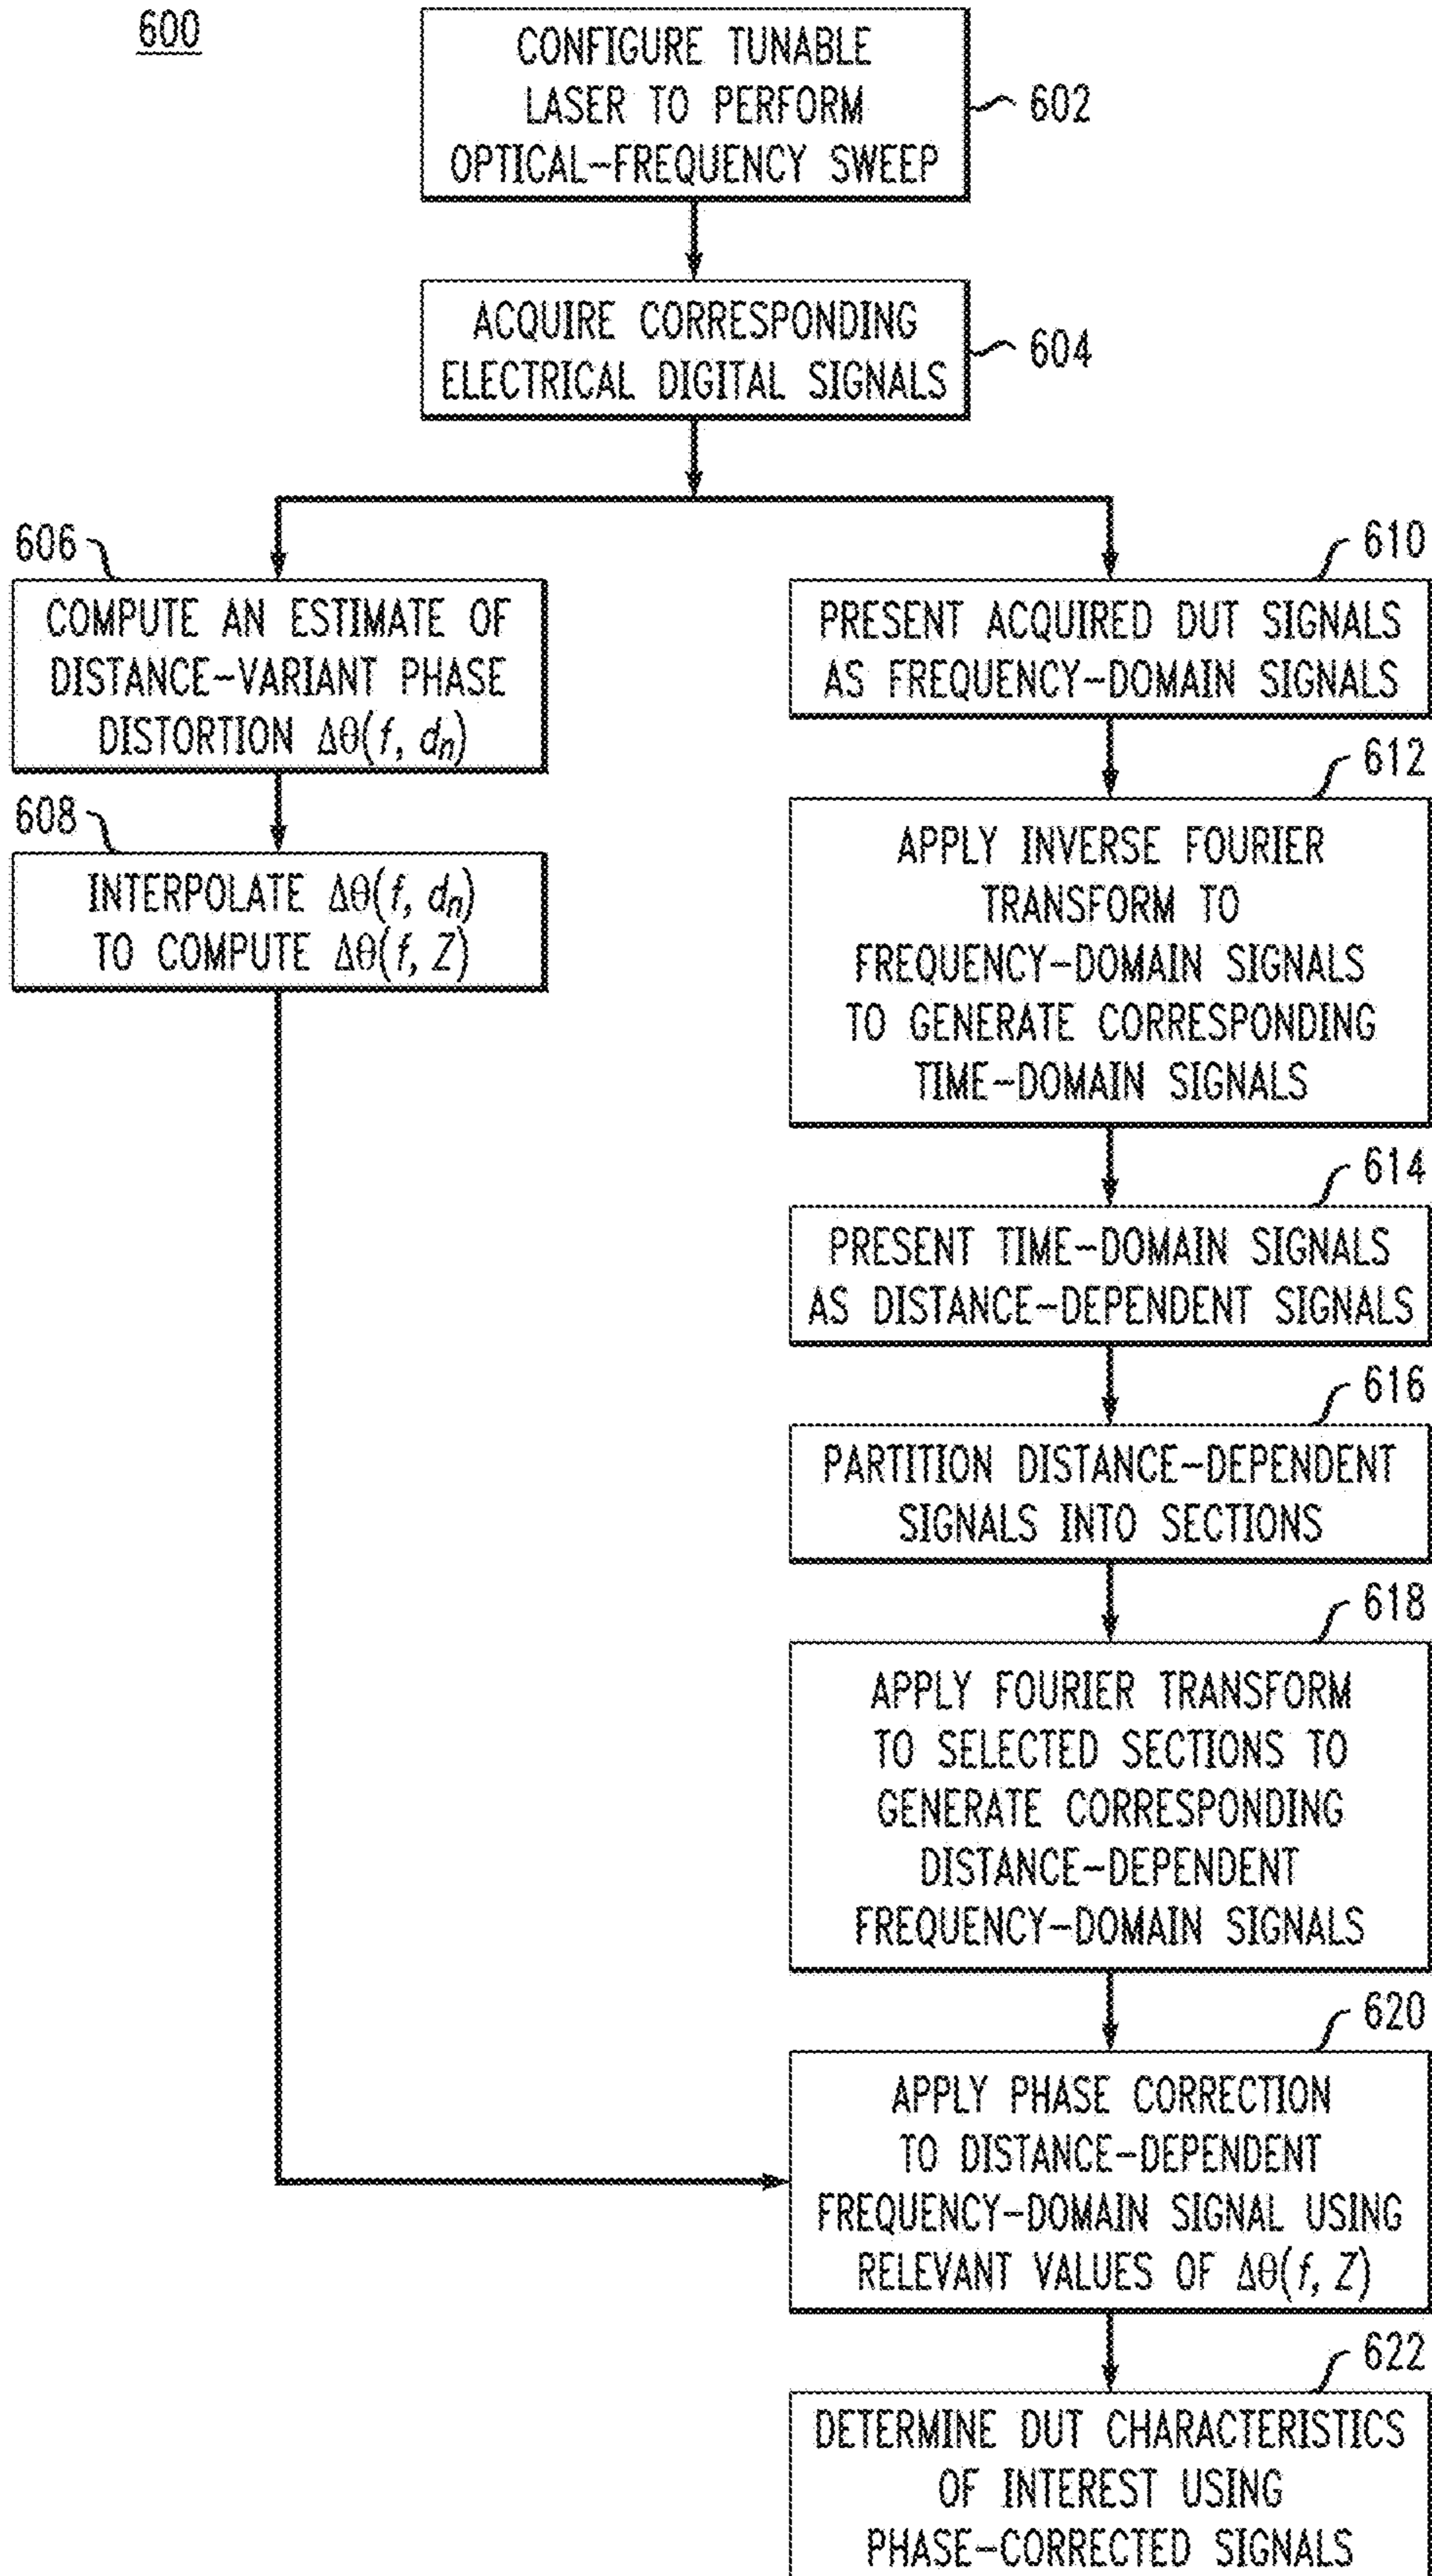 600
CONFIGURE TUNABLE
LASER TO PERFORM
OPTICAL-FREQUENCY SWEEP
602
ACQUIRE CORRESPONDING
ELECTRICAL DIGITAL SIGNALS
604
606
COMPUTE AN ESTIMATE OF
DISTANCE-VARIANT PHASE
DISTORTION Δθ(f, dn)
608
INTERPOLATE Δθ(f, dn)
TO COMPUTE Δθ(f, Z)
610
PRESENT ACQUIRED DUT SIGNALS
AS FREQUENCY-DOMAIN SIGNALS
612
APPLY INVERSE FOURIER
TRANSFORM TO
FREQUENCY-DOMAIN SIGNALS
TO GENERATE CORRESPONDING
TIME-DOMAIN SIGNALS
614
PRESENT TIME-DOMAIN SIGNALS
AS DISTANCE-DEPENDENT SIGNALS
616
PARTITION DISTANCE-DEPENDENT
SIGNALS INTO SECTIONS
618
APPLY FOURIER TRANSFORM
TO SELECTED SECTIONS TO
GENERATE CORRESPONDING
DISTANCE-DEPENDENT
FREQUENCY-DOMAIN SIGNALS
620
APPLY PHASE CORRECTION
TO DISTANCE-DEPENDENT
FREQUENCY-DOMAIN SIGNAL USING
RELEVANT VALUES OF Δθ(f, Z)
622
DETERMINE DUT CHARACTERISTICS
OF INTEREST USING
PHASE-CORRECTED SIGNALS